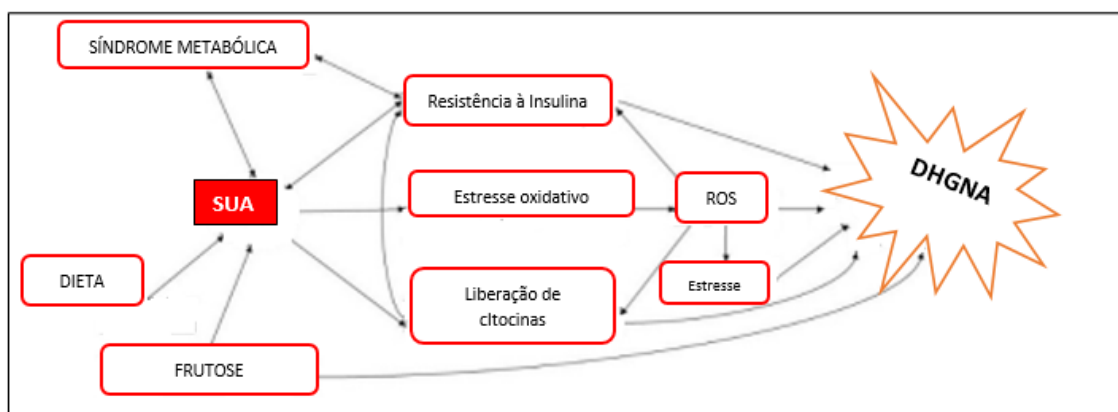 SÍNDROME METABÓLICA
Resistência à Insulina
DHGNA
SUA
Estresse oxidativo
ROS
DIETA
Liberação de
cItocinas
Estresse
FRUTOSE